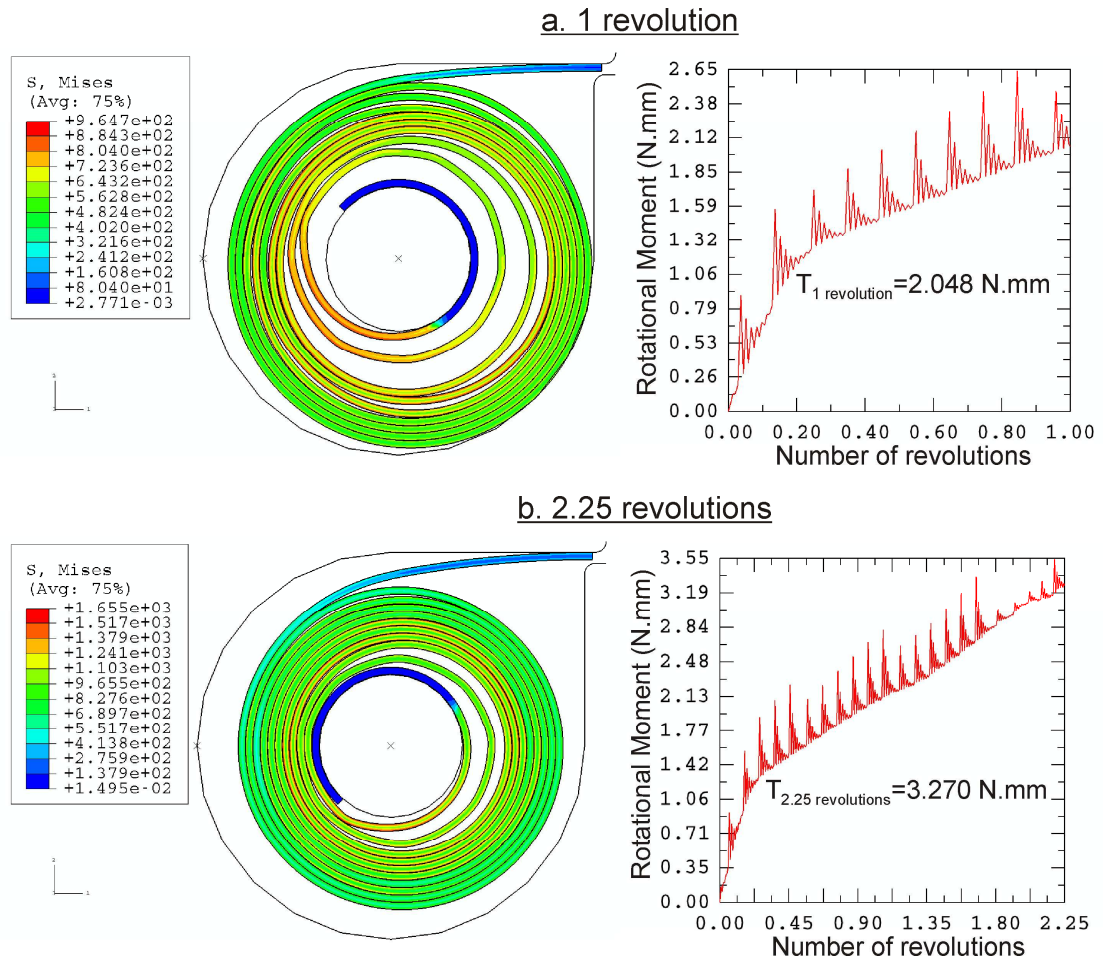 a. 1 revolution
S, Mises
(Avg: 75%)
+9.647e+02
+8.843e+02
+8.040e+02
+7.236e+02
+6.432e+02
+5.628e+02
+4.824e+02
+4.020e+02
+3.216e+02
+2.412e+02
+1.608e+02
+8.040e+01
+2.771e-03
3
1
Rotational Moment (N.mm)
2.65
2.38
2.12
1.85
1.59
1.32
1.06
0.79
0.53
0.26
0.00
T1 revolution=2.048 N.mm
0.00 0.20 0.40 0.60 0.80 1.00
Number of revolutions
b. 2.25 revolutions
S, Mises
(Avg: 75%)
+1.655e+03
+1.517e+03
+1.379e+03
+1.241e+03
+1.103e+03
+9.655e+02
+8.276e+02
+6.897e+02
+5.517e+02
+4.138e+02
+2.759e+02
+1.379e+02
+1.495e-02
2
1
Rotational Moment (N.mm)
3.55
3.19
2.84
2.48
2.13
1.77
1.42
1.06
0.71
0.35
0.00
T2.25 revolutions=3.270 N.mm
0.00 0.45 0.90 1.35 1.80 2.25
Number of revolutions